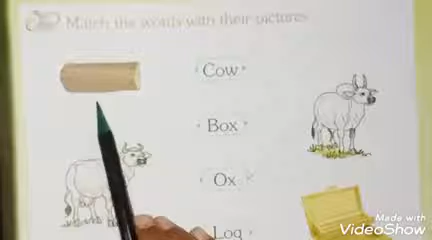 Match the words with their pictures
Cow
Box
Ox
Log
Made with
VideoShow